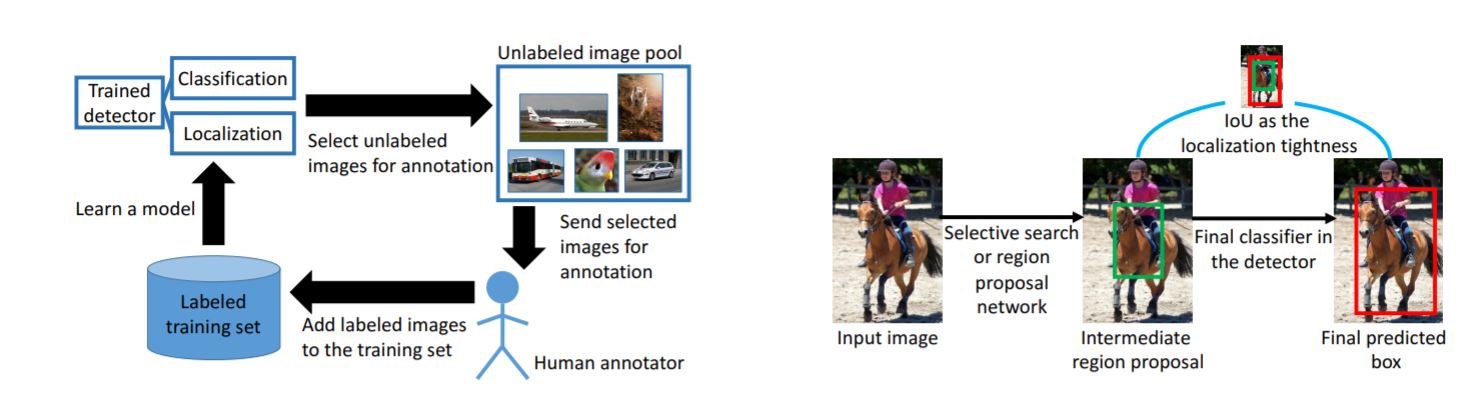 Unlabeled image pool
Classification
Trained
detector
Localization
Select unlabeled
images for annotation
Learn a model
Send selected
images for
annotation
Labeled
training set
Add labeled images
to the training set
Human annotator
IoU as the
localization tightness
Selective search
or region
proposal
network
Final classifier in
the detector
Input image
Intermediate
region proposal
Final predicted
box